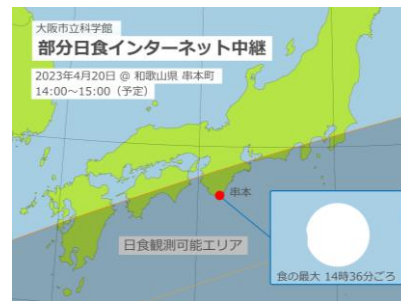 大阪市立科学館
部分日食インターネット中継
2023年4月20日 @ 和歌山県 串本町
14:00～15:00（予定）
串本
日食観測可能エリア
食の最大 14時36分ごろ